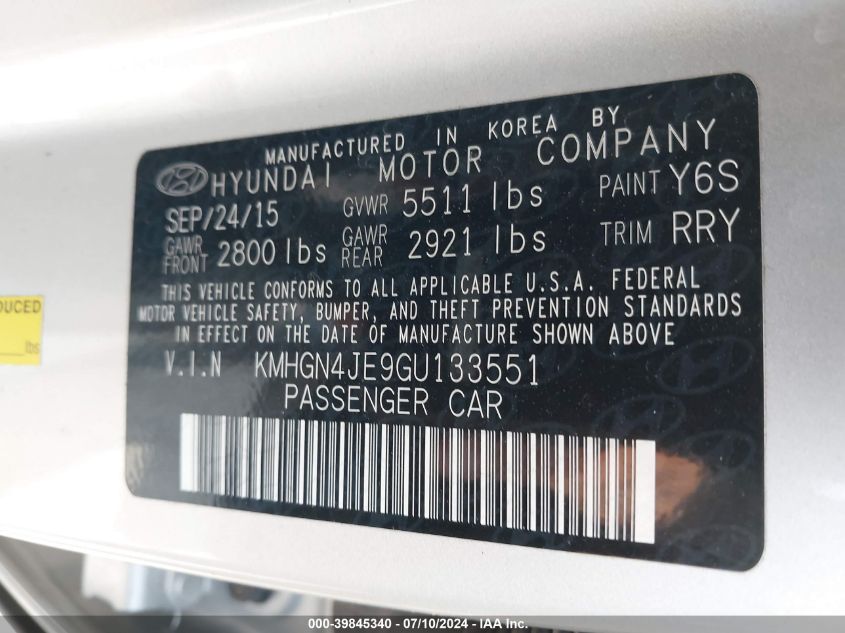 MANUFACTURED IN KOREA BY
HYUNDAI MOTOR COMPANY
SEP/24/15 GVWR 5511 lbs PAINT Y6S
GAWR FRONT 2800 lbs GAWR REAR 2921 lbs TRIM RRY
THIS VEHICLE CONFORMS TO ALL APPLICABLE U.S.A. FEDERAL
MOTOR VEHICLE SAFETY, BUMPER, AND THEFT PREVENTION STANDARDS
IN EFFECT ON THE DATE OF MANUFACTURE SHOWN ABOVE
V.I.N KMHGN4JE9GU133551
PASSENGER CAR
DUCED
lbs
000-39845340 - 07/10/2024 - IAA Inc.